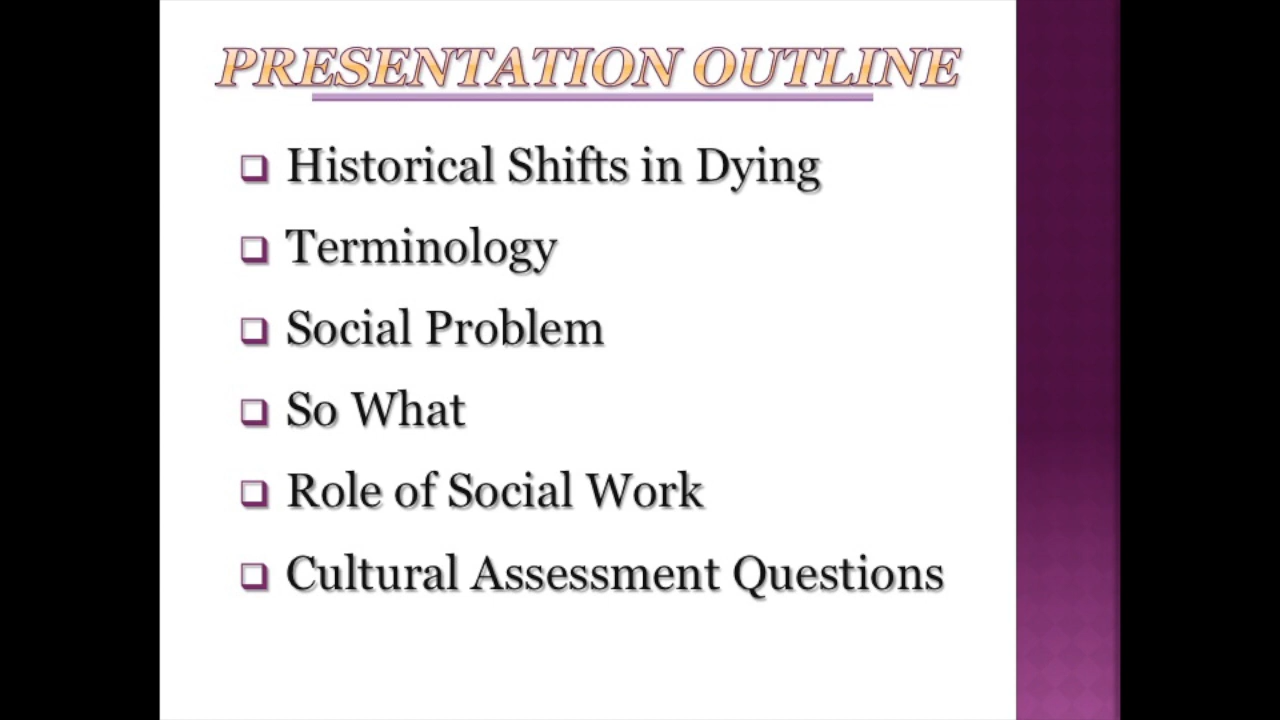 PRESENTATION OUTLINE
Historical Shifts in Dying
Terminology
Social Problem
So What
Role of Social Work
Cultural Assessment Questions